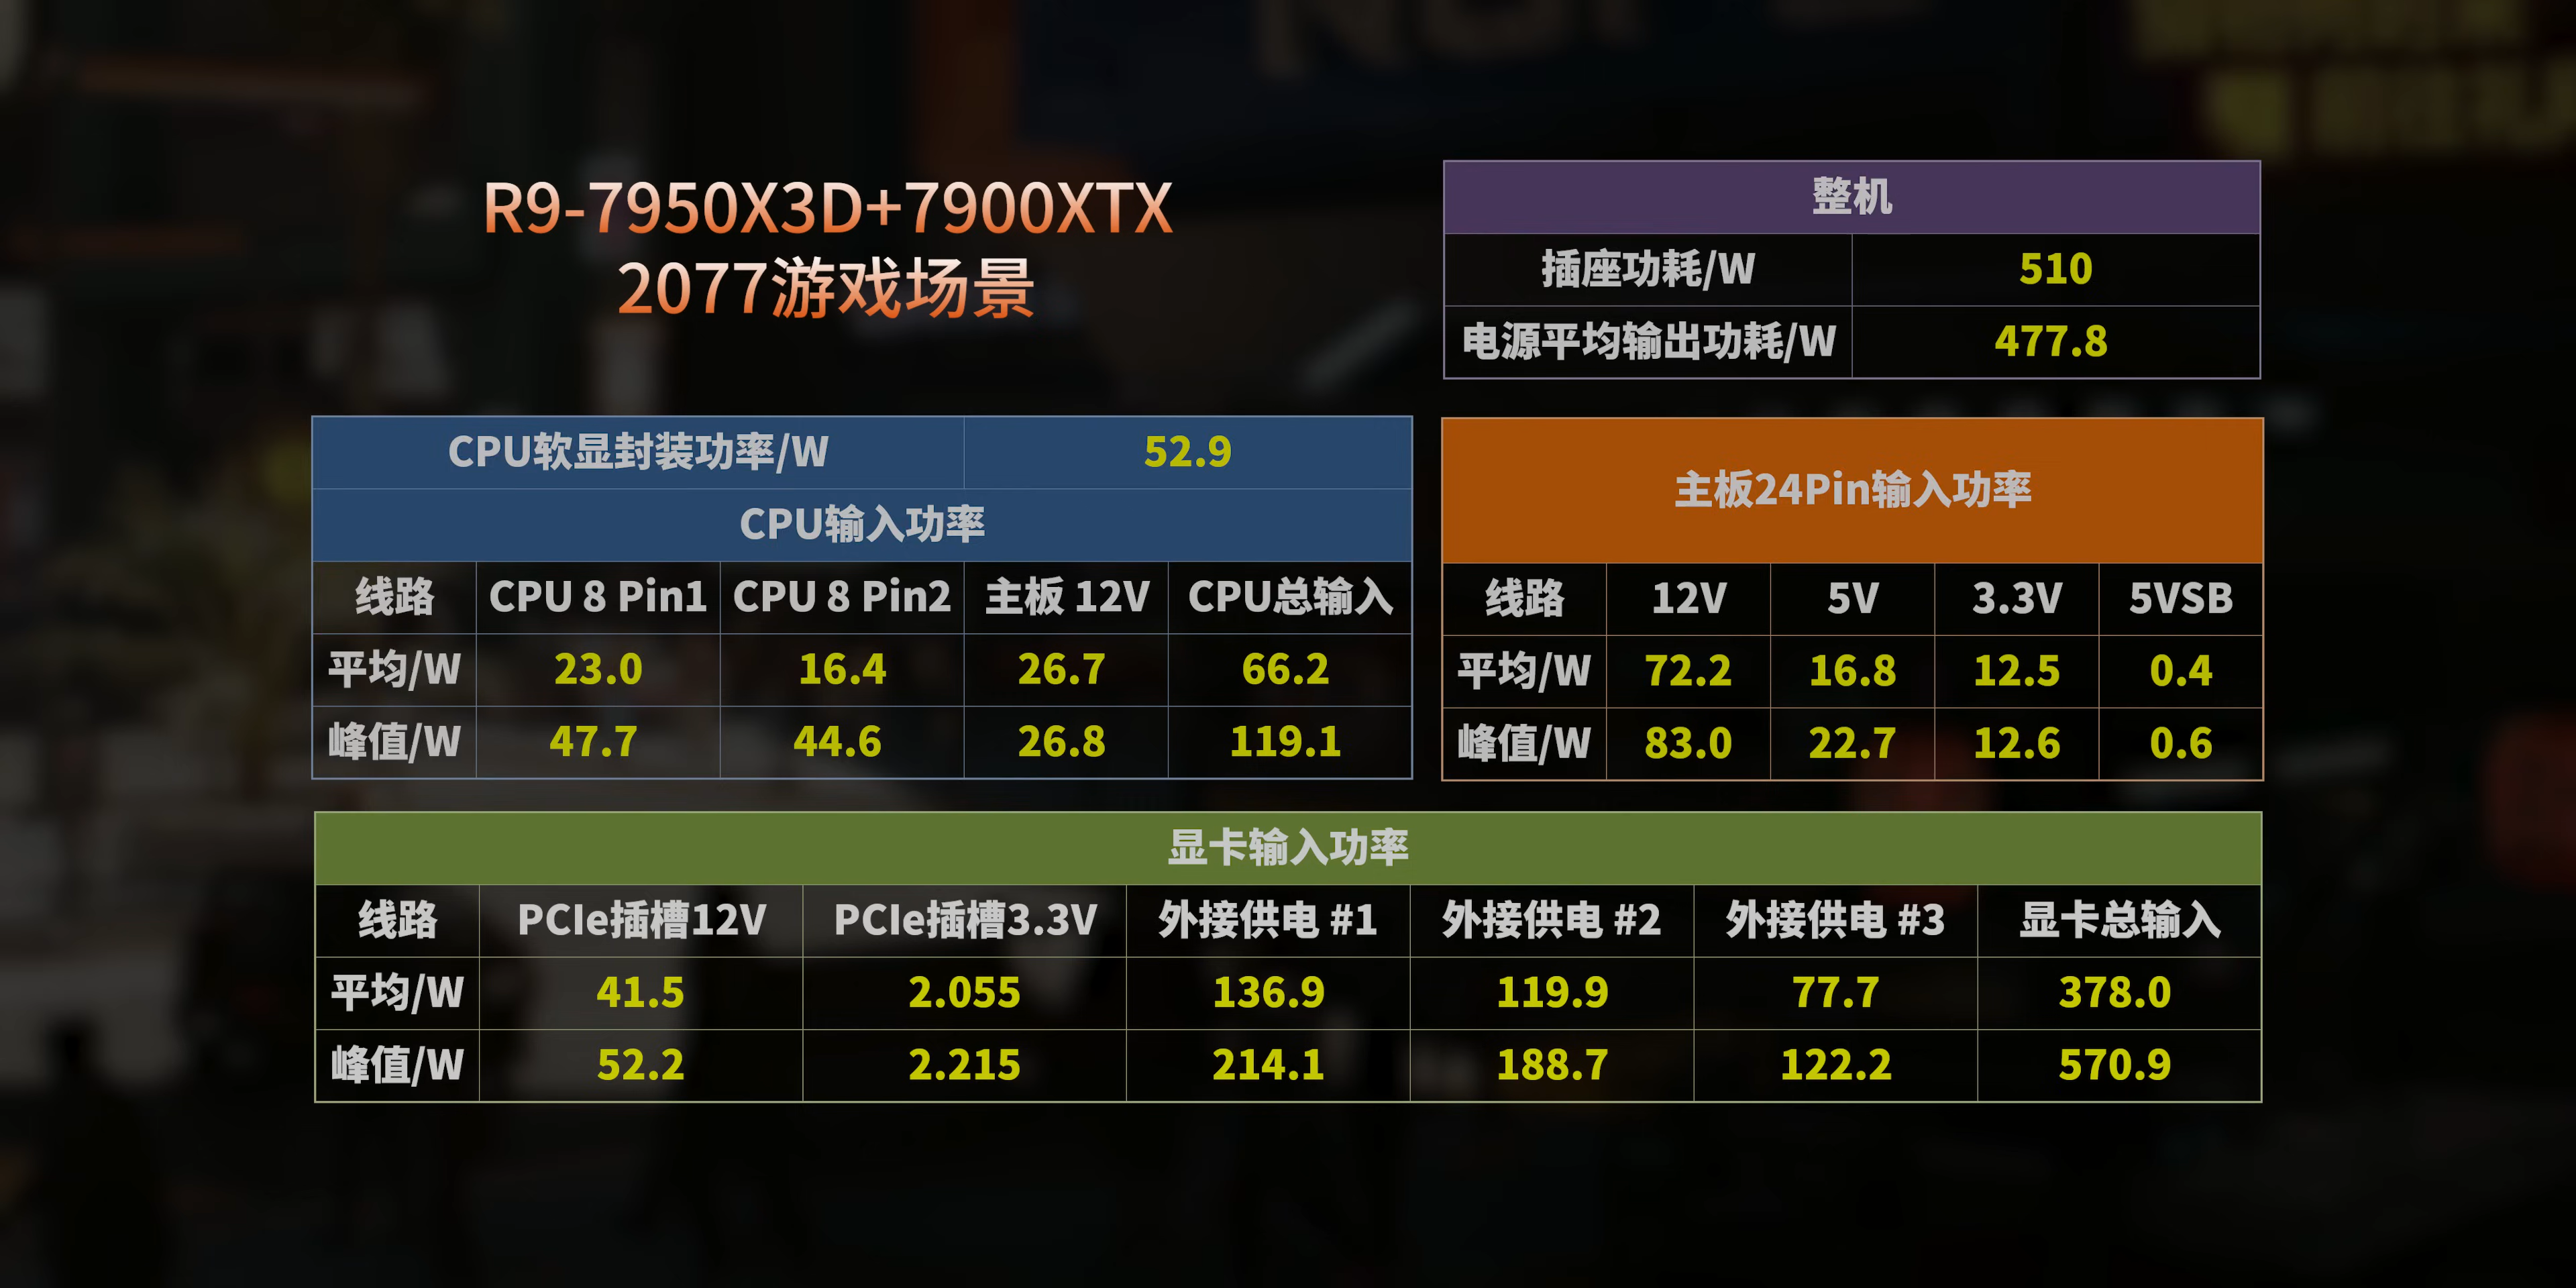 R9-7950X3D+7900XTX
2077游戏场景
整机
插座功耗/W 510
电源平均输出功耗/W 477.8
CPU软显封装功率/W 52.9
CPU输入功率
线路 CPU 8 Pin1 CPU 8 Pin2 主板 12V CPU总输入
平均/W 23.0 16.4 26.7 66.2
峰值/W 47.7 44.6 26.8 119.1
主板24Pin输入功率
线路 12V 5V 3.3V 5VSB
平均/W 72.2 16.8 12.5 0.4
峰值/W 83.0 22.7 12.6 0.6
显卡输入功率
线路 PCIe插槽12V PCIe插槽3.3V 外接供电 #1 外接供电 #2 外接供电 #3 显卡总输入
平均/W 41.5 2.055 136.9 119.9 77.7 378.0
峰值/W 52.2 2.215 214.1 188.7 122.2 570.9